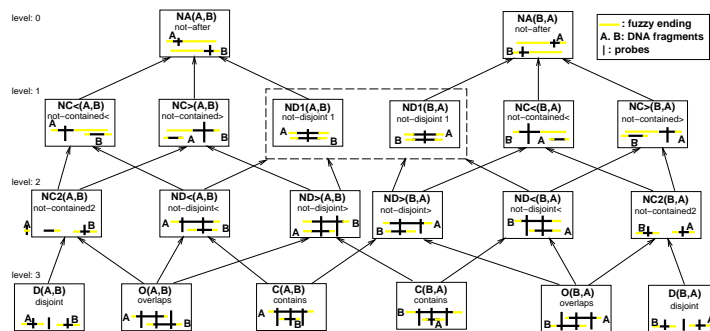 level: 0
NA(A,B)
not-after
A
B
NA(B,A)
not-after
A
B
: fuzzy ending
A. B: DNA fragments
| : probes
level: 1
NC<(A,B)
not-contained<
A
B
NC>(A,B)
not-contained>
A
B
ND1(A,B)
not-disjoint 1
A
B
ND1(B,A)
not-disjoint 1
A
B
NC<(B,A)
not-contained<
B
A
NC>(B,A)
not-contained>
B
A
level: 2
NC2(A,B)
not-contained2
A
B
ND<(A,B)
not-disjoint<
A
B
ND>(A,B)
not-disjoint>
A
B
ND>(B,A)
not-disjoint>
B
A
ND<(B,A)
not-disjoint<
B
A
NC2(B,A)
not-contained2
B
A
level: 3
D(A,B)
disjoint
A
B
O(A,B)
overlaps
A
B
C(A,B)
contains
A
B
C(B,A)
contains
B
A
O(B,A)
overlaps
B
A
D(B,A)
disjoint
B
A